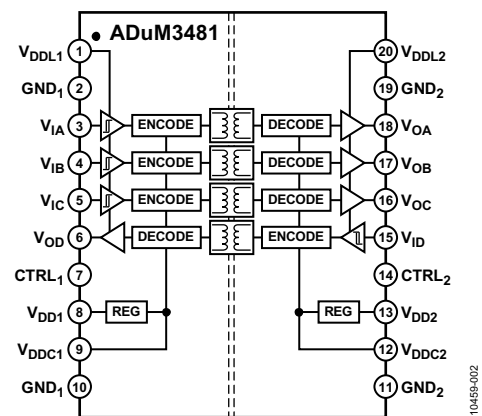 ADuM3481
VDDL1 1 20 VDDL2
GND1 2 19 GND2
VIA 3 ENCODE DECODE 18 VOA
VIB 4 ENCODE DECODE 17 VOB
VIC 5 ENCODE DECODE 16 VOC
VOD 6 DECODE ENCODE 15 VID
CTRL1 7 14 CTRL2
VDD1 8 REG REG 13 VDD2
VDDC1 9 12 VDDC2
GND1 10 11 GND2
10459-002